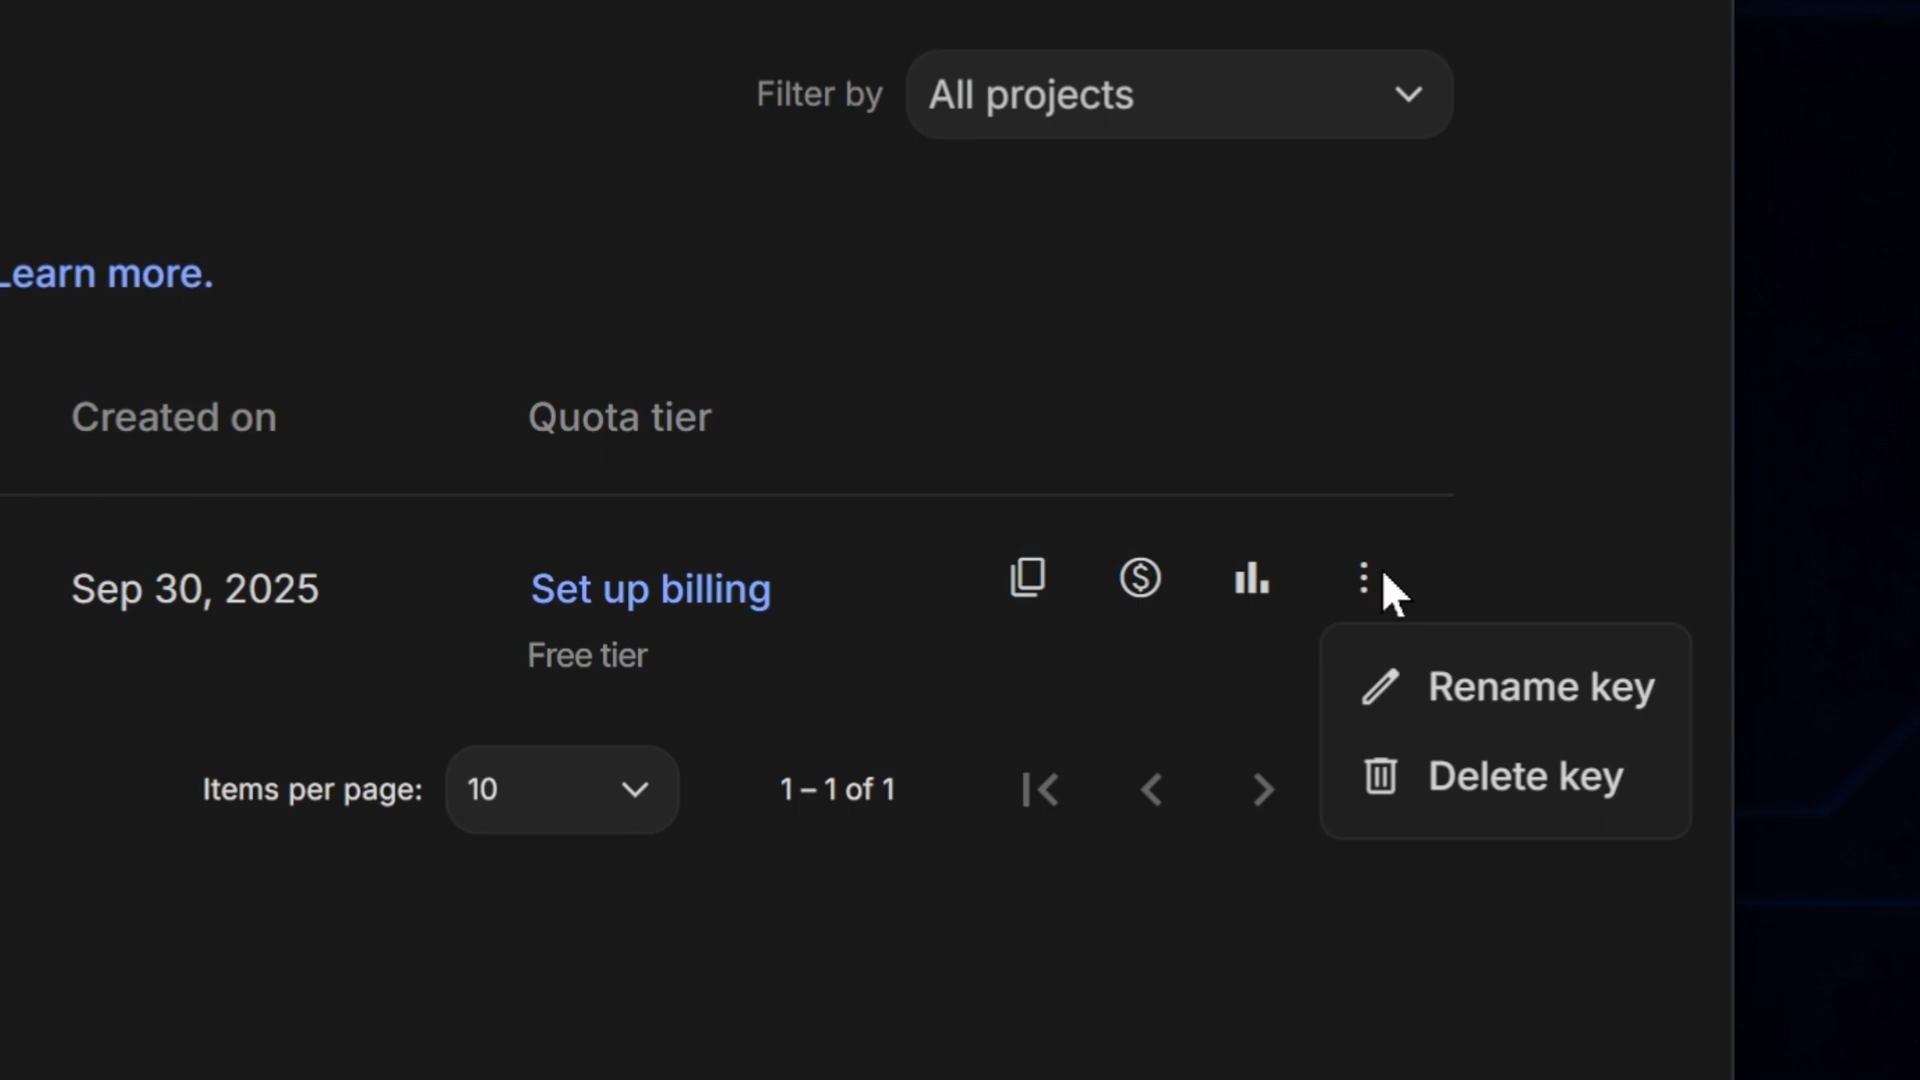 Filter by All projects
Learn more.
Created on Quota tier
Sep 30, 2025 Set up billing
Free tier
Rename key
Delete key
Items per page: 10 1 – 1 of 1